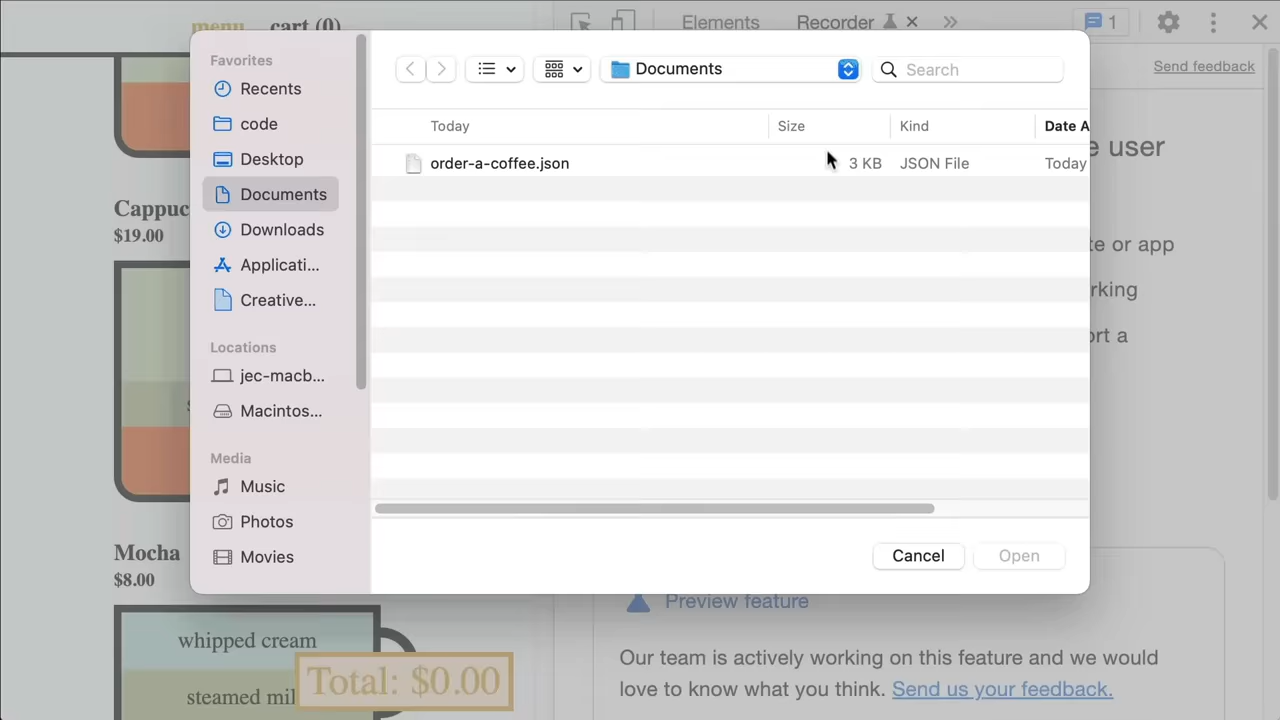 menu cart (0)
Elements Recorder 1
Send feedback
Favorites
Recents
code
Desktop
Documents
Downloads
Applicati...
Creative...
Locations
jec-macb...
Macintos...
Media
Music
Photos
Movies
Documents
Search
Today Size Kind Date A
order-a-coffee.json 3 KB JSON File Today
Cancel Open
Cappuc
$19.00
Mocha
$8.00
whipped cream
steamed mil
Total: $0.00
e user
te or app
rking
ort a
Preview feature
Our team is actively working on this feature and we would
love to know what you think. Send us your feedback.